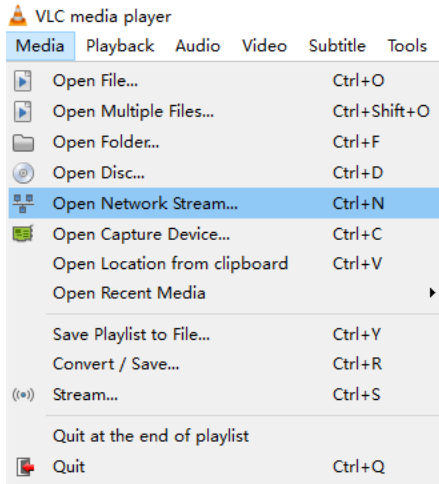 VLC media player
Media Playback Audio Video Subtitle Tools
Open File... Ctrl+O
Open Multiple Files... Ctrl+Shift+O
Open Folder... Ctrl+F
Open Disc... Ctrl+D
Open Network Stream... Ctrl+N
Open Capture Device... Ctrl+C
Open Location from clipboard Ctrl+V
Open Recent Media
Save Playlist to File... Ctrl+Y
Convert / Save... Ctrl+R
Stream... Ctrl+S
Quit at the end of playlist
Quit Ctrl+Q